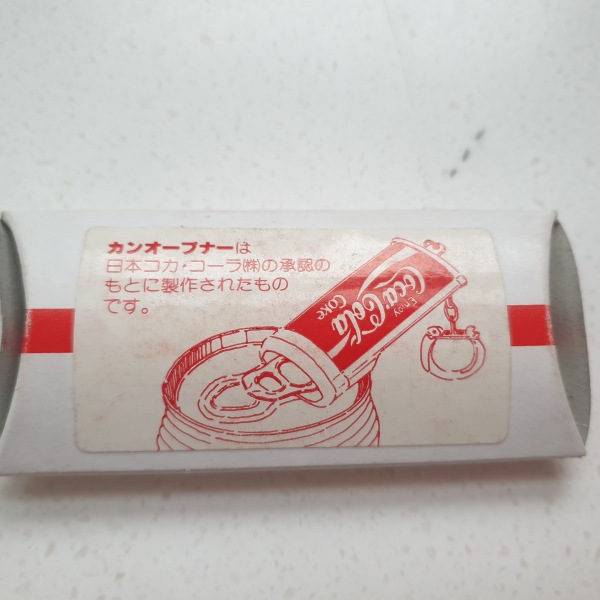 カンオープナーは
日本コカ・コーラ㈱の承認の
もとに製作されたもの
です。
Enjoy
Coca-Cola
COKE